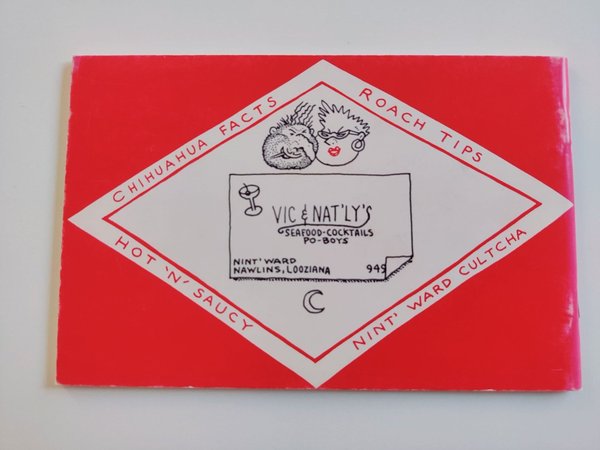 CHIHUAHUA FACTS
ROACH TIPS
VIC & NAT'LY'S
SEAFOOD-COCKTAILS
PO-BOYS
NINT' WARD
NAWLINS, LOOZIANA 949
HOT 'N' SAUCY
NINT' WARD CULTCHA